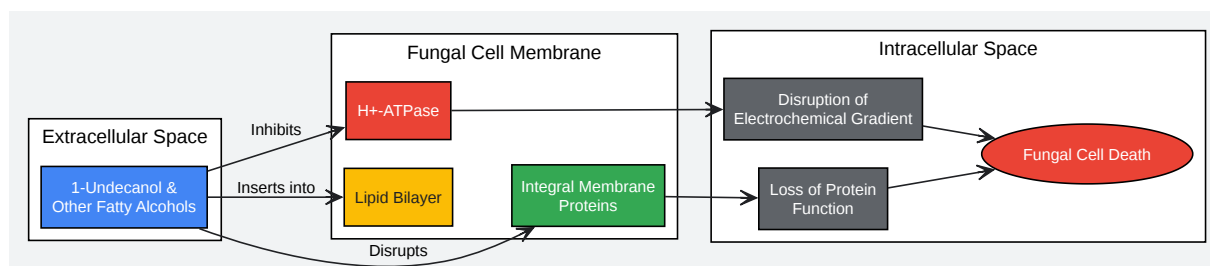 Extracellular Space
1-Undecanol &
Other Fatty Alcohols
Inhibits
Inserts into
Disrupts
Fungal Cell Membrane
H+-ATPase
Lipid Bilayer
Integral Membrane
Proteins
Intracellular Space
Disruption of
Electrochemical Gradient
Loss of Protein
Function
Fungal Cell Death